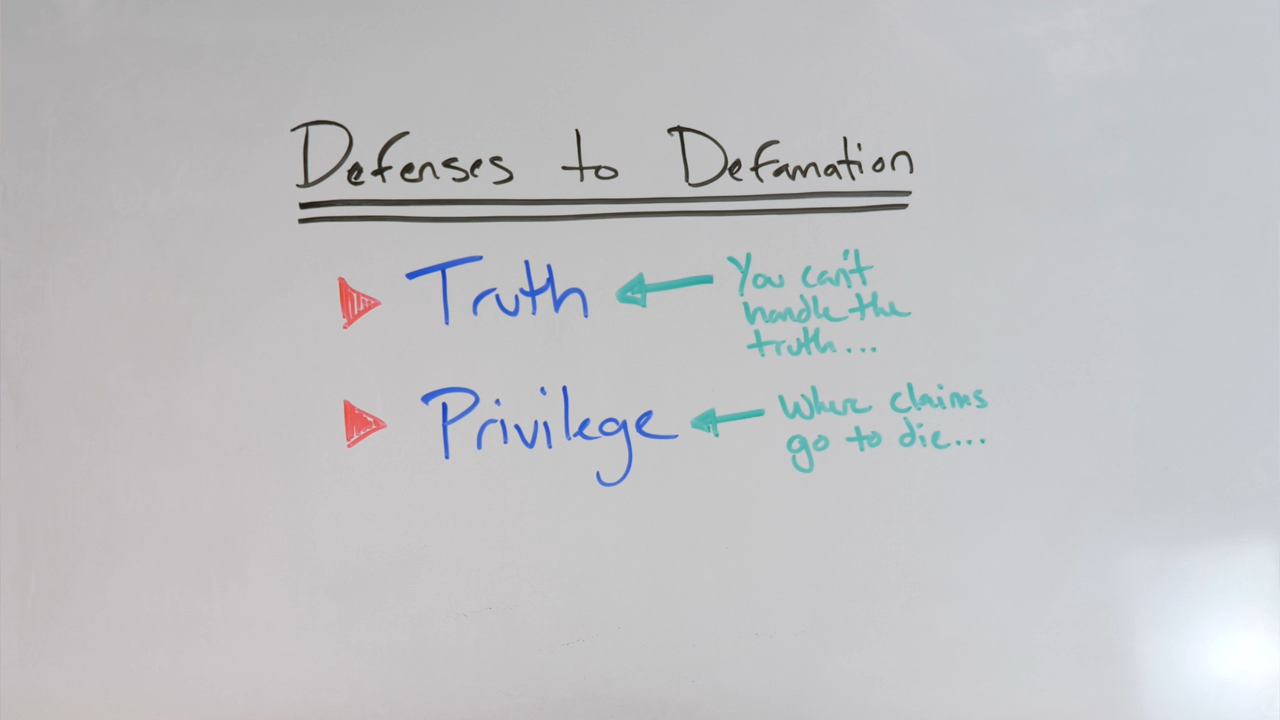 Defenses to Defamation
Truth
You can't
handle the
truth...
Privilege
Where claims
go to die...